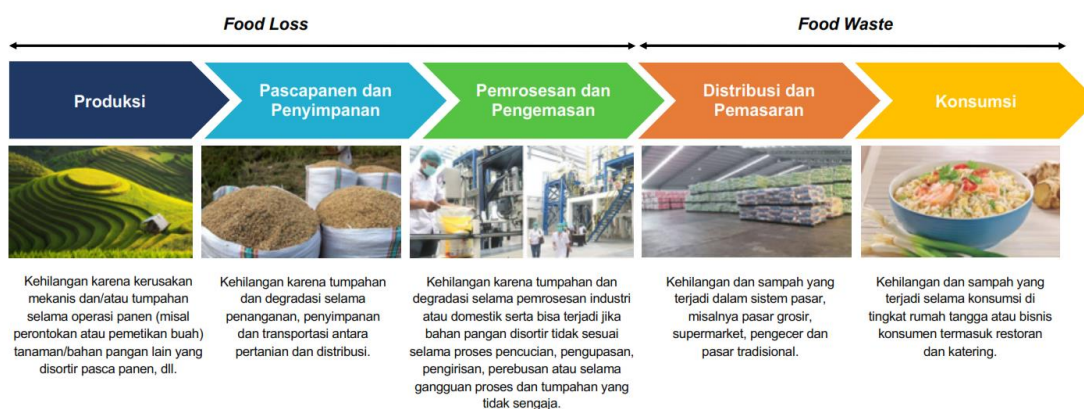 Food Loss
Food Waste
Produksi
Pascapanen dan
Penyimpanan
Pemrosesan dan
Pengemasan
Distribusi dan
Pemasaran
Konsumsi
Kehilangan karena kerusakan
mekanis dan/atau tumpahan
selama operasi panen (misal
perontokan atau pemetikan buah)
tanaman/bahan pangan lain yang
disortir pasca panen, dll.
Kehilangan karena tumpahan
dan degradasi selama
penanganan, penyimpanan
dan transportasi antara
pertanian dan distribusi.
Kehilangan karena tumpahan dan
degradasi selama pemrosesan industri
atau domestik serta bisa terjadi jika
bahan pangan disortir tidak sesuai
selama proses pencucian, pengupasan,
pengirisan, perebusan atau selama
gangguan proses dan tumpahan yang
tidak sengaja.
Kehilangan dan sampah yang
terjadi dalam sistem pasar,
misalnya pasar grosir,
supermarket, pengecer dan
pasar tradisional.
Kehilangan dan sampah yang
terjadi selama konsumsi di
tingkat rumah tangga atau bisnis
konsumen termasuk restoran
dan katering.